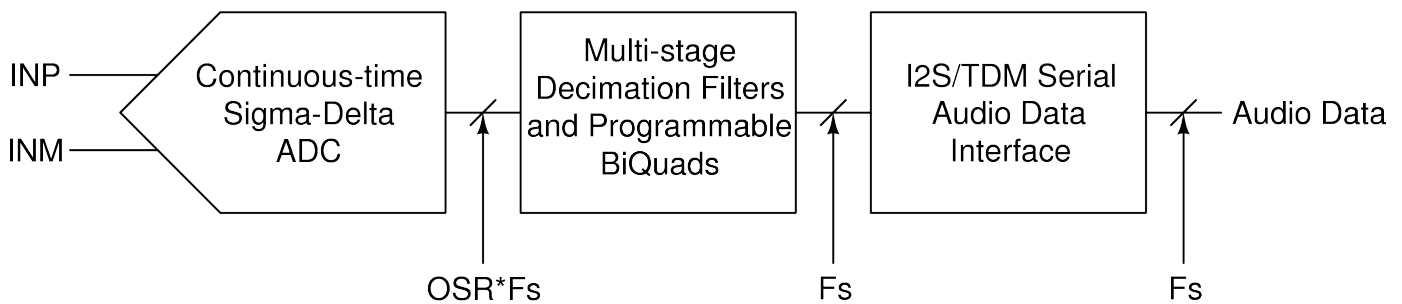 INP
INM
Continuous-time
Sigma-Delta
ADC
OSR*Fs
Multi-stage
Decimation Filters
and Programmable
BiQuads
Fs
I2S/TDM Serial
Audio Data
Interface
Fs
Audio Data